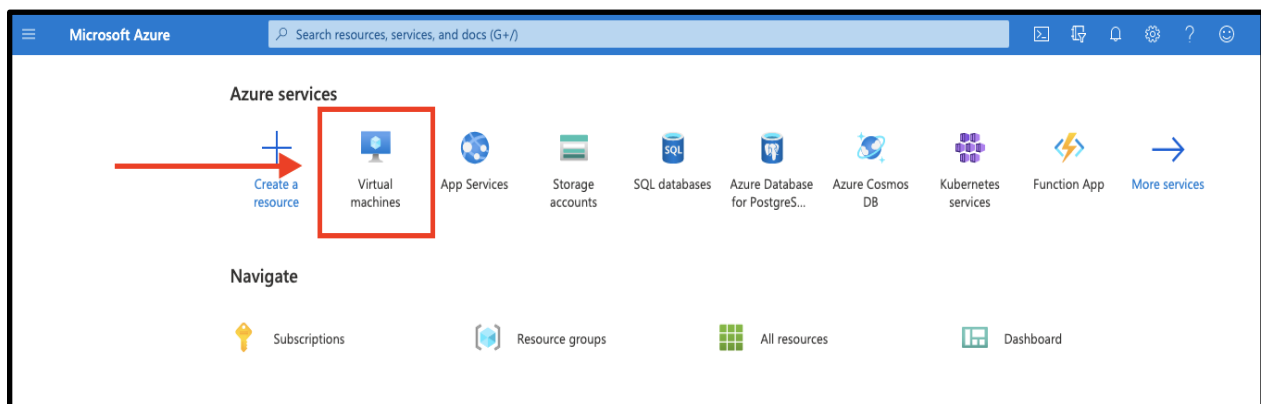 Microsoft Azure
Search resources, services, and docs (G+/)
Azure services
Create a
resource
Virtual
machines
App Services
Storage
accounts
SQL
SQL databases
Azure Database
for PostgreS...
Azure Cosmos
DB
Kubernetes
services
Function App
More services
Navigate
Subscriptions
Resource groups
All resources
Dashboard